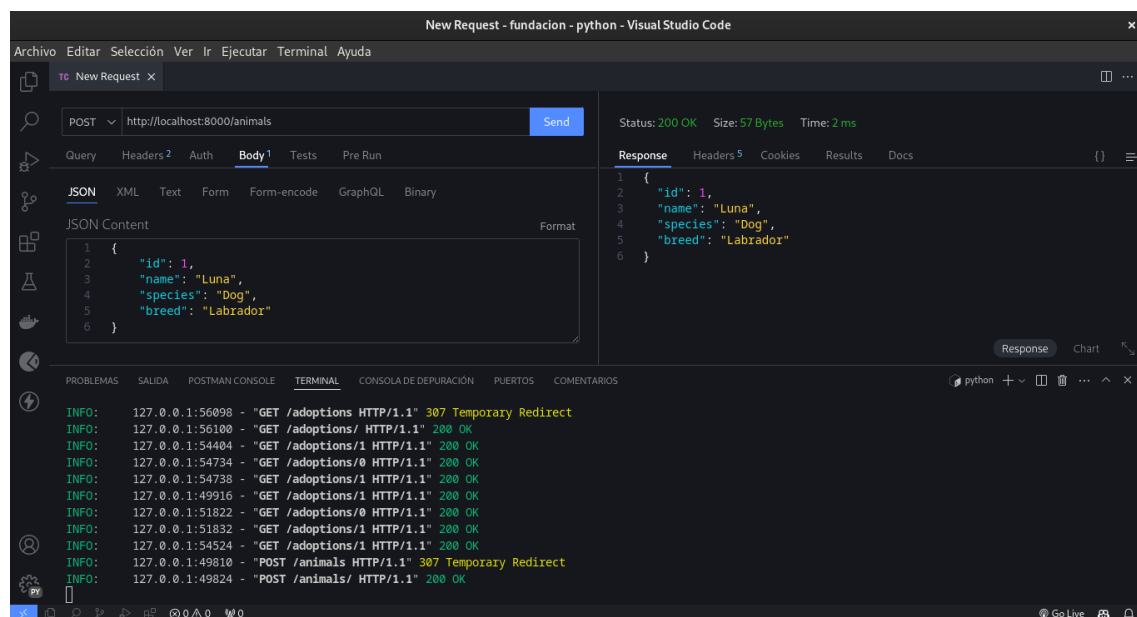 New Request - fundacion - python - Visual Studio Code ×
Archivo Editar Selección Ver Ir Ejecutar Terminal Ayuda
TC New Request ×
POST http://localhost:8000/animals Send
Query Headers 2 Auth Body 1 Tests Pre Run
JSON XML Text Form Form-encode GraphQL Binary
JSON Content Format
1 {
2 "id": 1,
3 "name": "Luna",
4 "species": "Dog",
5 "breed": "Labrador"
6 }
Status: 200 OK Size: 57 Bytes Time: 2 ms
Response Headers 5 Cookies Results Docs {}
1 {
2 "id": 1,
3 "name": "Luna",
4 "species": "Dog",
5 "breed": "Labrador"
6 }
Response Chart
PROBLEMAS SALIDA POSTMAN CONSOLE TERMINAL CONSOLA DE DEPURACIÓN PUERTOS COMENTARIOS python
INFO: 127.0.0.1:56098 - "GET /adoptions HTTP/1.1" 307 Temporary Redirect
INFO: 127.0.0.1:56100 - "GET /adoptions/ HTTP/1.1" 200 OK
INFO: 127.0.0.1:54404 - "GET /adoptions/1 HTTP/1.1" 200 OK
INFO: 127.0.0.1:54734 - "GET /adoptions/0 HTTP/1.1" 200 OK
INFO: 127.0.0.1:54738 - "GET /adoptions/1 HTTP/1.1" 200 OK
INFO: 127.0.0.1:49916 - "GET /adoptions/1 HTTP/1.1" 200 OK
INFO: 127.0.0.1:51822 - "GET /adoptions/0 HTTP/1.1" 200 OK
INFO: 127.0.0.1:51832 - "GET /adoptions/1 HTTP/1.1" 200 OK
INFO: 127.0.0.1:54524 - "GET /adoptions/1 HTTP/1.1" 200 OK
INFO: 127.0.0.1:49810 - "POST /animals HTTP/1.1" 307 Temporary Redirect
INFO: 127.0.0.1:49824 - "POST /animals/ HTTP/1.1" 200 OK
PY
0 0 0 Go Live